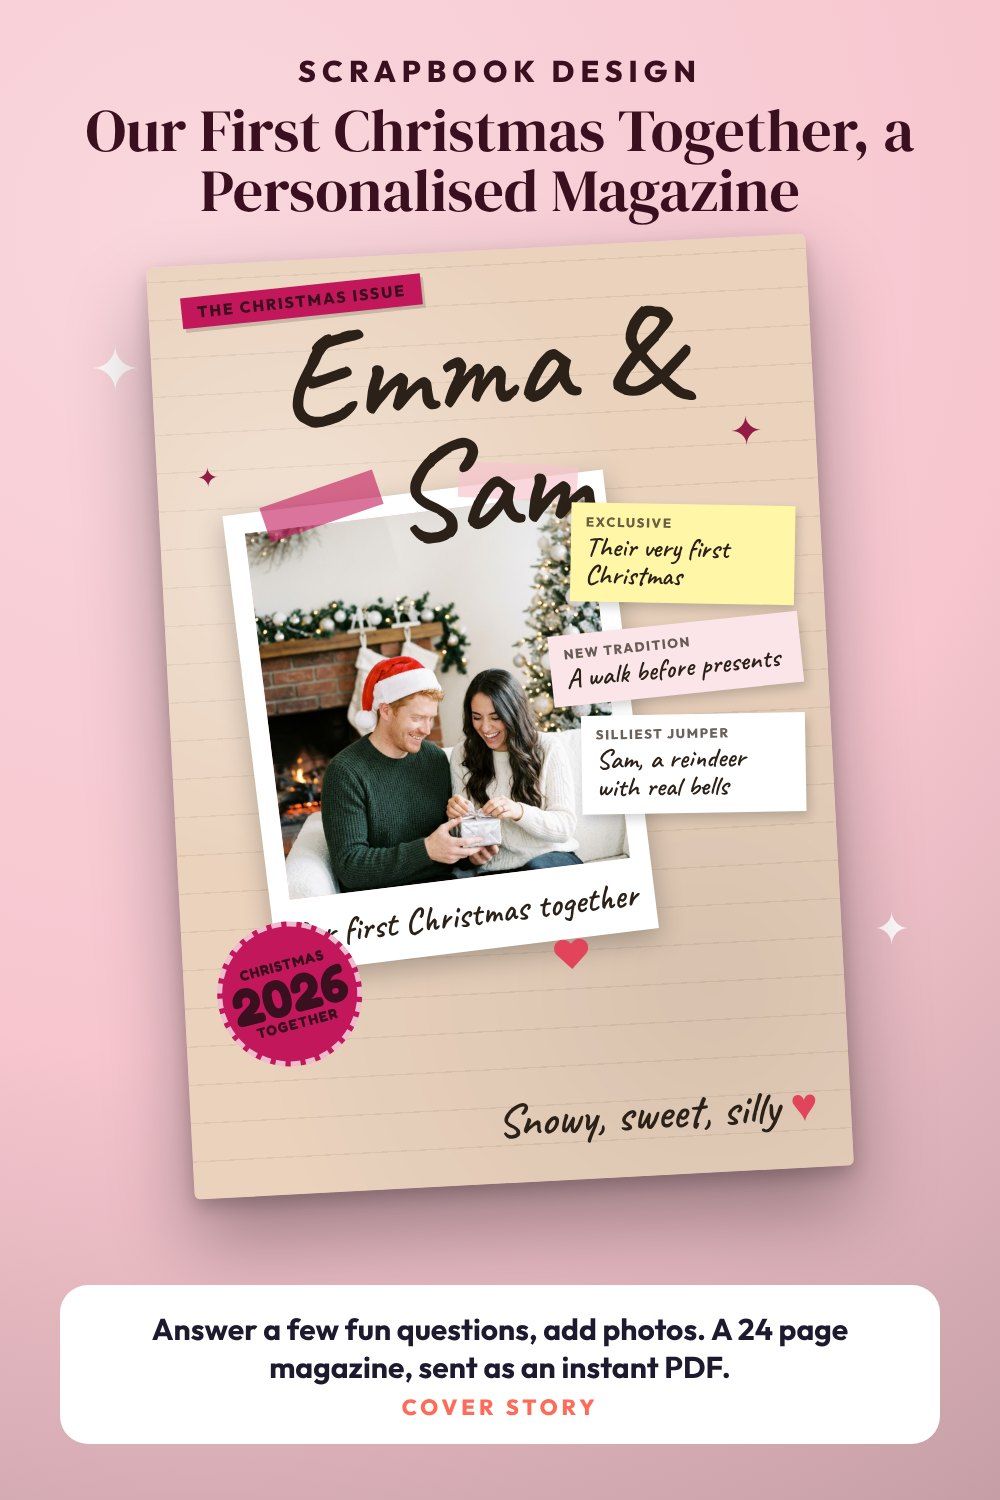 SCRAPBOOK DESIGN
Our First Christmas Together, a
Personalised Magazine
THE CHRISTMAS ISSUE
Emma &
Sam
EXCLUSIVE
Their very first
Christmas
NEW TRADITION
A walk before presents
SILLIEST JUMPER
Sam, a reindeer
with real bells
first Christmas together
CHRISTMAS
2026
TOGETHER
Snowy, sweet, silly ♥
Answer a few fun questions, add photos. A 24 page
magazine, sent as an instant PDF.
COVER STORY